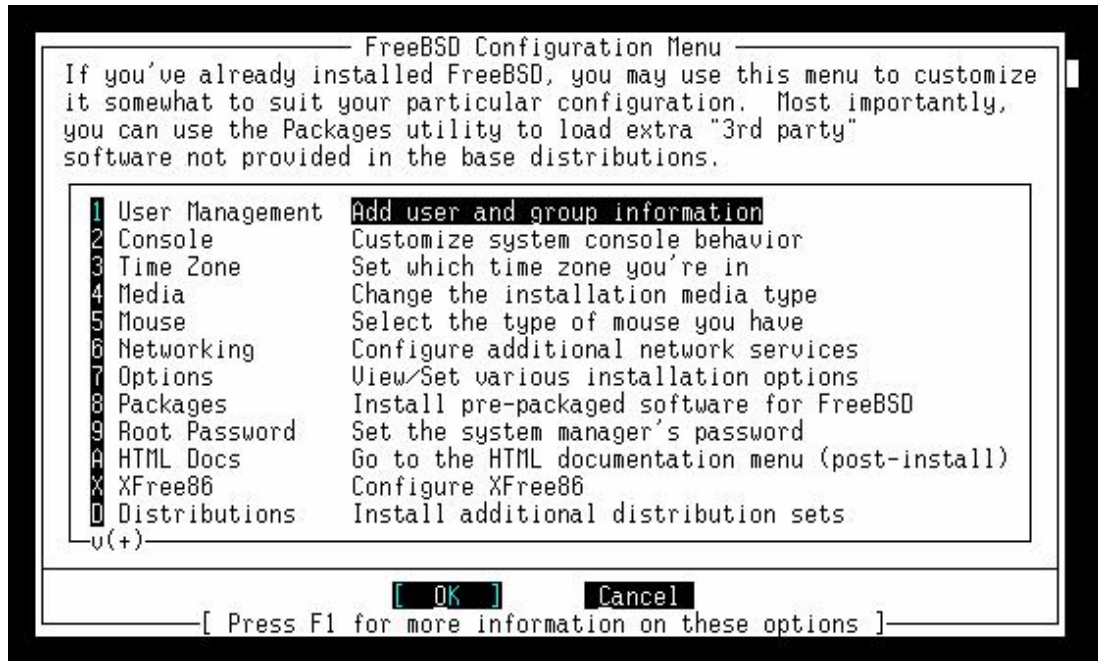 FreeBSD Configuration Menu
If you've already installed FreeBSD, you may use this menu to customize
it somewhat to suit your particular configuration.  Most importantly,
you can use the Packages utility to load extra "3rd party"
software not provided in the base distributions.
1 User Management  Add user and group information
2 Console  Customize system console behavior
3 Time Zone  Set which time zone you're in
4 Media  Change the installation media type
5 Mouse  Select the type of mouse you have
6 Networking  Configure additional network services
7 Options  View/Set various installation options
8 Packages  Install pre-packaged software for FreeBSD
9 Root Password  Set the system manager's password
A HTML Docs  Go to the HTML documentation menu (post-install)
X XFree86  Configure XFree86
D Distributions  Install additional distribution sets
v(+)
[ OK ]  Cancel
[ Press F1 for more information on these options ]